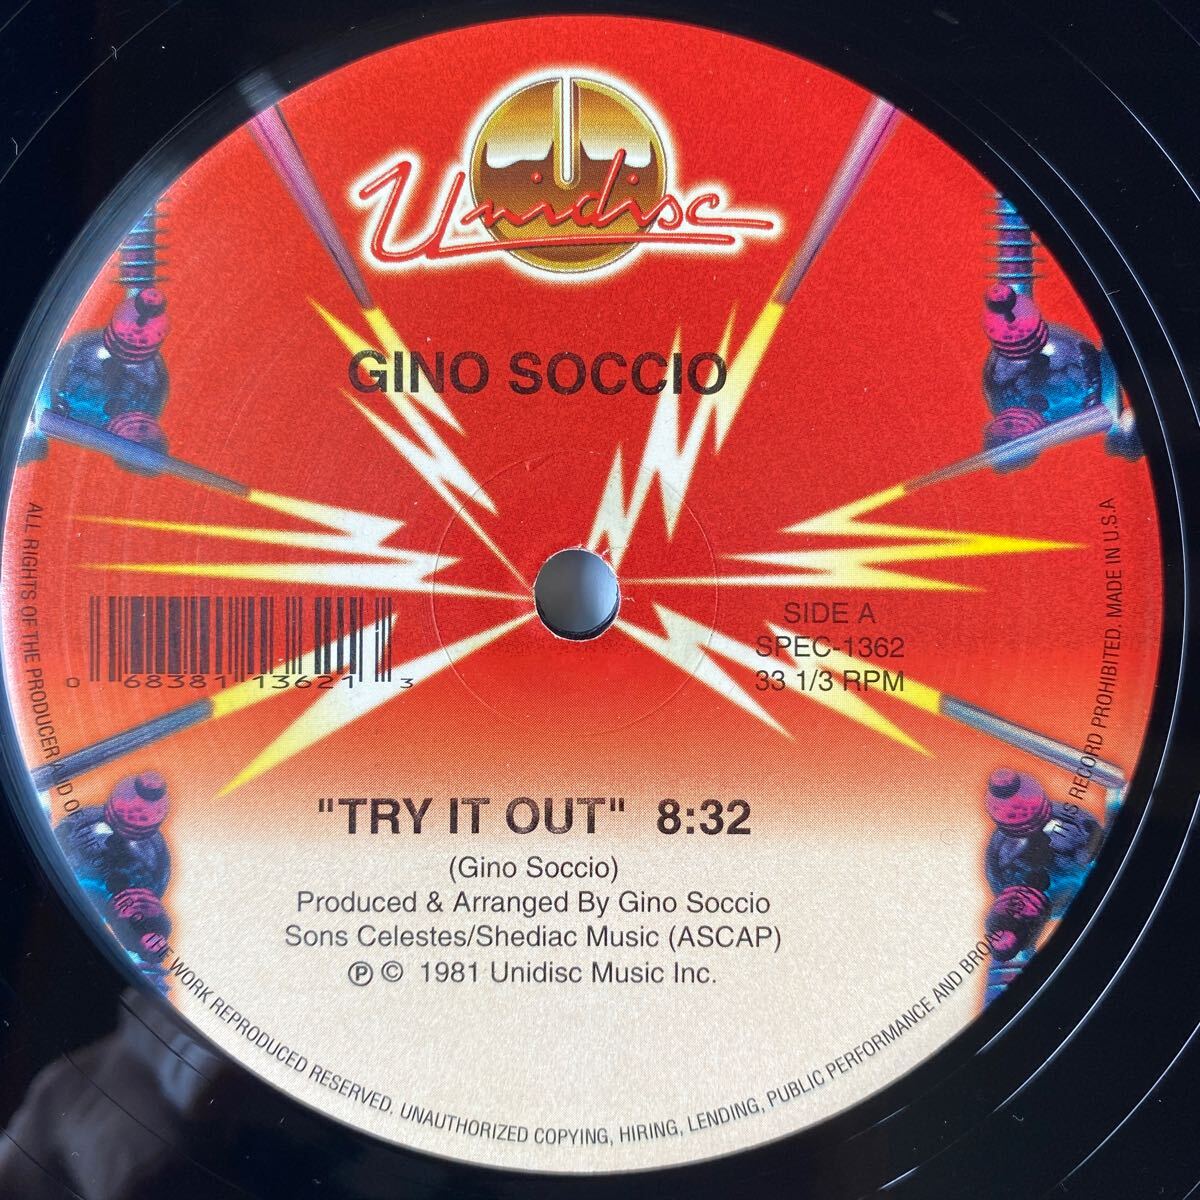 Unidisc
GINO SOCCIO
SIDE A
SPEC-1362
33 1/3 RPM
0 68381 13621 3
"TRY IT OUT" 8:32
(Gino Soccio)
Produced & Arranged By Gino Soccio
Sons Celestes/Shediac Music (ASCAP)
℗ © 1981 Unidisc Music Inc.
ALL RIGHTS OF THE PRODUCER AND OF THE WORK REPRODUCED RESERVED. UNAUTHORIZED COPYING, HIRING, LENDING, PUBLIC PERFORMANCE AND BROADCASTING THIS RECORD PROHIBITED. MADE IN U.S.A